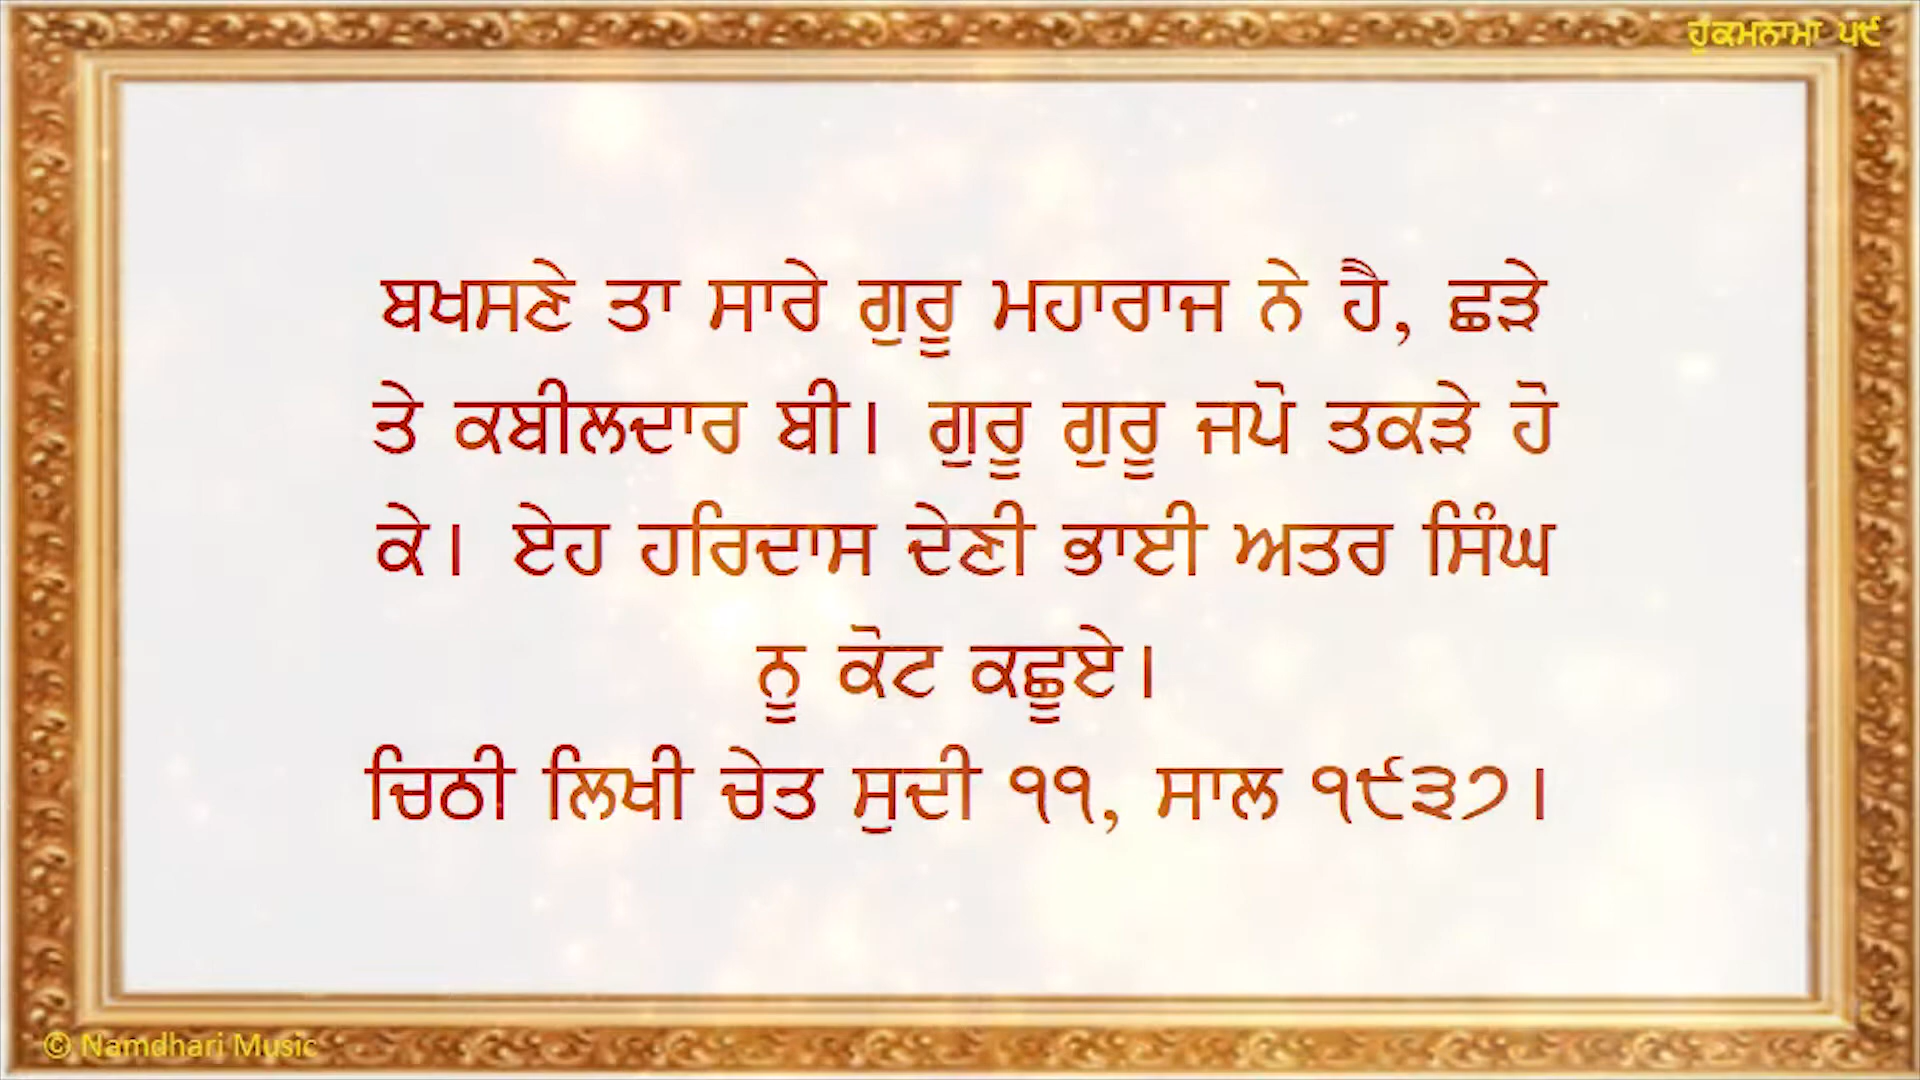 ਹੁਕਮਨਾਮਾ ੫੯
ਬਖਸਣੇ ਤਾ ਸਾਰੇ ਗੁਰੂ ਮਹਾਰਾਜ ਨੇ ਹੈ, ਛੜੇ
ਤੇ ਕਬੀਲਦਾਰ ਬੀ। ਗੁਰੂ ਗੁਰੂ ਜਪੋ ਤਕੜੇ ਹੋ
ਕੇ। ਏਹ ਹਰਿਦਾਸ ਦੇਣੀ ਭਾਈ ਅਤਰ ਸਿੰਘ
ਨੂ ਕੋਟ ਕਛੂਏ।
ਚਿਠੀ ਲਿਖੀ ਚੇਤ ਸੁਦੀ ੧੧, ਸਾਲ ੧੯੩੭।
© Namdhari Music